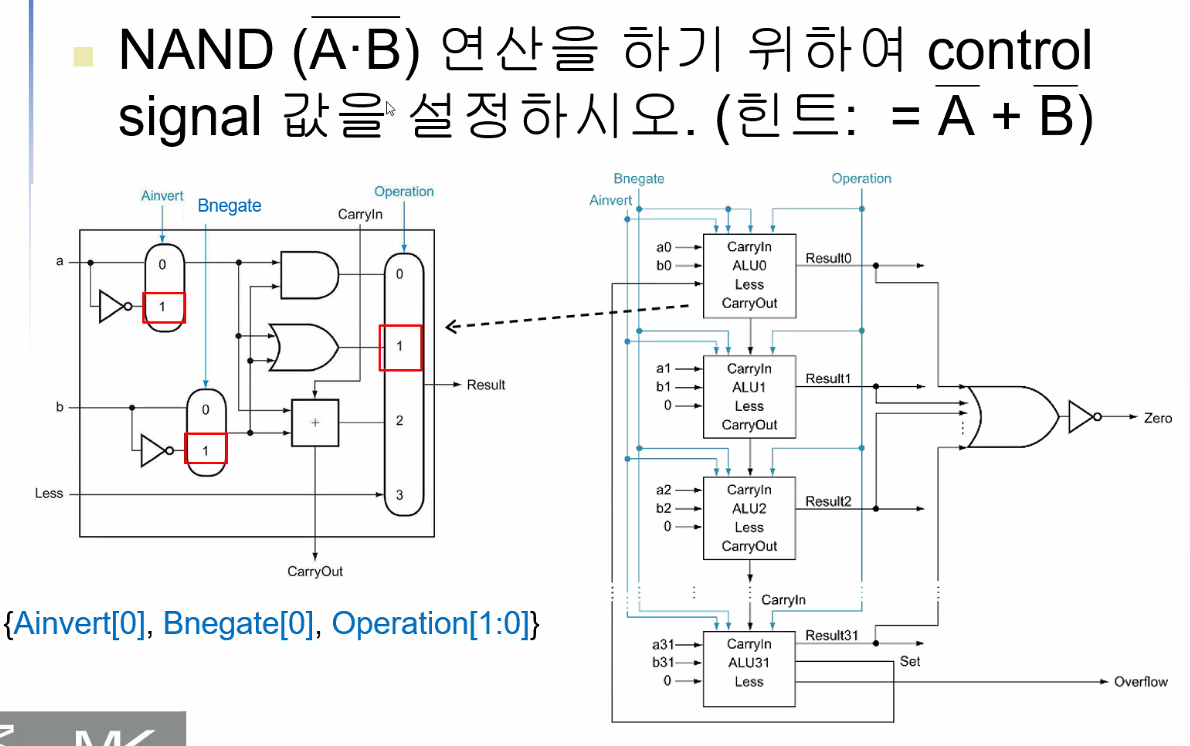 NAND (A·B) 연산을 하기 위하여 control
signal 값을 설정하시오. (힌트: = A + B)
Ainvert
Bnegate
CarryIn
Operation
a
0
1
b
0
1
Less
+
0
1
2
3
Result
CarryOut
{Ainvert[0], Bnegate[0], Operation[1:0]}
Bnegate
Ainvert
Operation
a0
b0
CarryIn
ALU0
Less
CarryOut
Result0
a1
b1
0
CarryIn
ALU1
Less
CarryOut
Result1
a2
b2
0
CarryIn
ALU2
Less
CarryOut
Result2
CarryIn
a31
b31
0
CarryIn
ALU31
Less
Result31
Set
Overflow
Zero